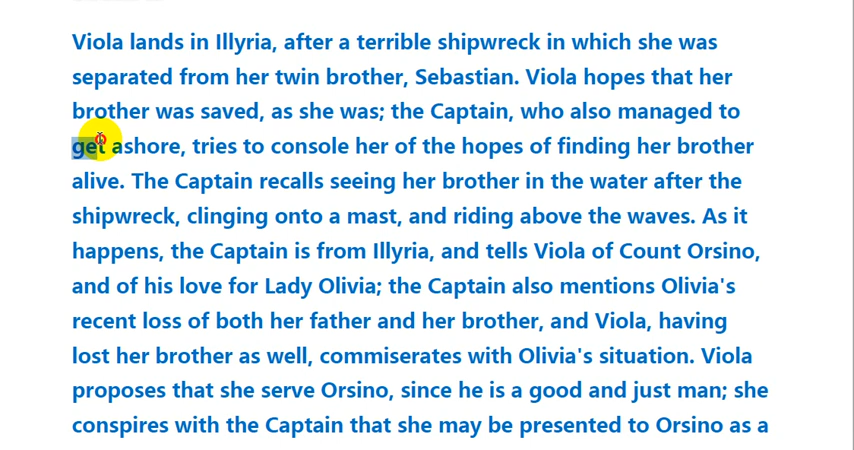 Viola lands in Illyria, after a terrible shipwreck in which she was
separated from her twin brother, Sebastian. Viola hopes that her
brother was saved, as she was; the Captain, who also managed to
get ashore, tries to console her of the hopes of finding her brother
alive. The Captain recalls seeing her brother in the water after the
shipwreck, clinging onto a mast, and riding above the waves. As it
happens, the Captain is from Illyria, and tells Viola of Count Orsino,
and of his love for Lady Olivia; the Captain also mentions Olivia's
recent loss of both her father and her brother, and Viola, having
lost her brother as well, commiserates with Olivia's situation. Viola
proposes that she serve Orsino, since he is a good and just man; she
conspires with the Captain that she may be presented to Orsino as a